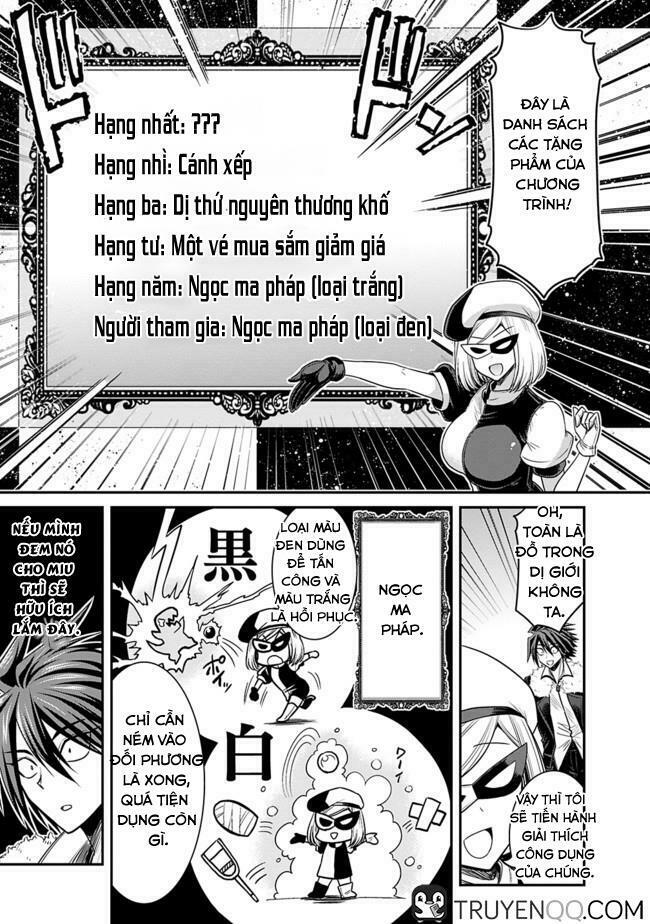 ドドド
ĐÂY LÀ
DANH SÁCH
CÁC TẶNG
PHẨM CỦA
CHƯƠNG
TRÌNH!
Hạng nhất: ???
Hạng nhì: Cánh xếp
Hạng ba: Dị thứ nguyên thương khố
Hạng tư: Một vé mua sắm giảm giá
Hạng năm: Ngọc ma pháp (loại trắng)
Người tham gia: Ngọc ma pháp (loại đen)
OH,
TOÀN LÀ
ĐỒ TRONG
DỊ GIỚI
KHÔNG
TA.
VẬY THÌ TÔI
SẼ TIẾN HÀNH
GIẢI THÍCH
CÔNG DỤNG
CỦA CHÚNG.
NGỌC
MA
PHÁP.
LOẠI MÀU
ĐEN DÙNG
ĐỂ TẤN
CÔNG VÀ
MÀU TRẮNG
LÀ HỒI PHỤC.
黒
ポイッ
白
ワーイ
CHỈ CẦN
NÉM VÀO
ĐỐI PHƯƠNG
LÀ XONG,
QUÁ TIỆN
DỤNG CÒN
GÌ.
NẾU MÌNH
ĐEM NÓ
CHO MIU
THÌ SẼ
HỮU ÍCH
LẮM ĐÂY.
TRUYENQQ.COM